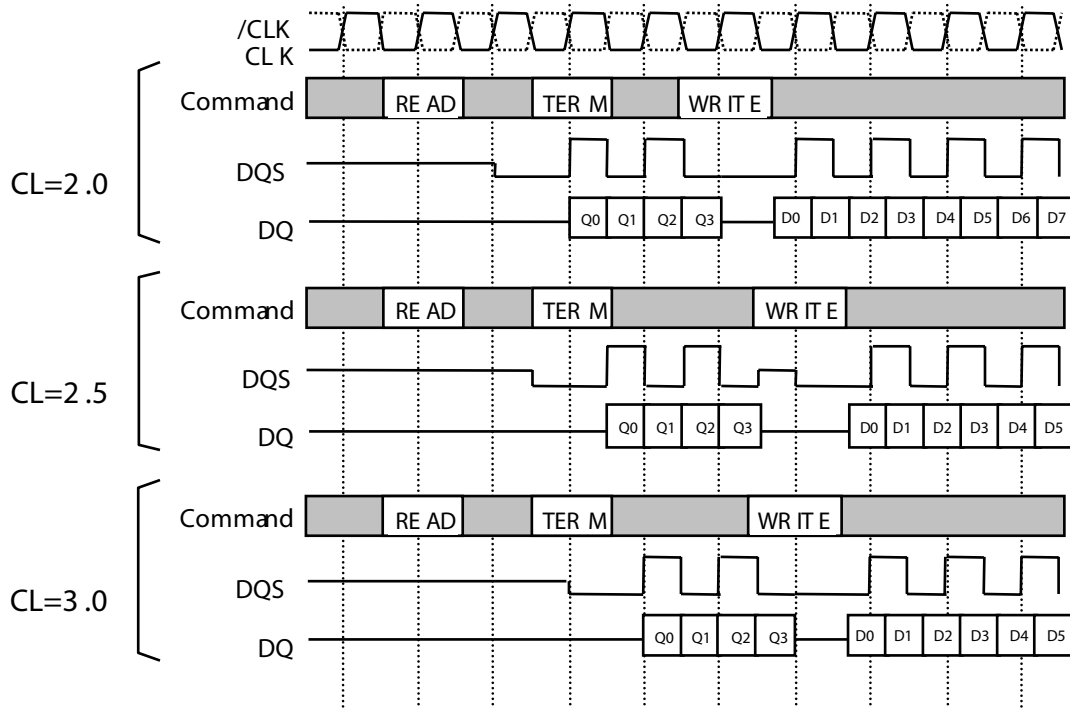 /CLK
CL K
CL=2 .0
Command RE AD TER M WR IT E
DQS
DQ Q0 Q1 Q2 Q3 D0 D1 D2 D3 D4 D5 D6 D7
CL=2 .5
Command RE AD TER M WR IT E
DQS
DQ Q0 Q1 Q2 Q3 D0 D1 D2 D3 D4 D5
CL=3 .0
Command RE AD TER M WR IT E
DQS
DQ Q0 Q1 Q2 Q3 D0 D1 D2 D3 D4 D5